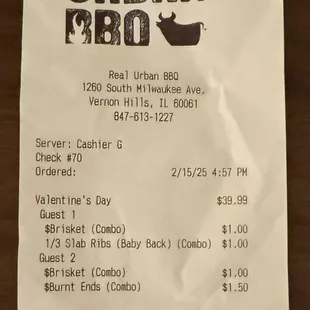 BBQ
Real Urban BBQ
1260 South Milwaukee Ave,
Vernon Hills, IL 60061
847-613-1227
Server: Cashier G
Check #70
Ordered: 2/15/25 4:57 PM
Valentine's Day $39.99
Guest 1
$Brisket (Combo) $1.00
1/3 Slab Ribs (Baby Back) (Combo) $1.00
Guest 2
$Brisket (Combo) $1.00
$Burnt Ends (Combo) $1.50